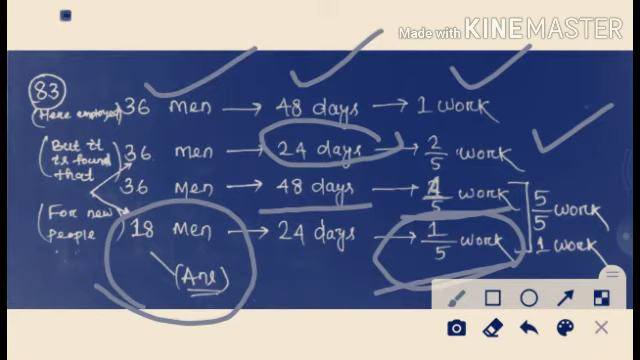 Made with KINEMASTER
83
(Here employed) 36 men → 48 days → 1 work
(But it is found that) 36 men → 24 days → 2/5 work
36 men → 48 days → 4/5 work
(For new people) 18 men → 24 days → 1/5 work
5/5 work
1 work
(Ans)